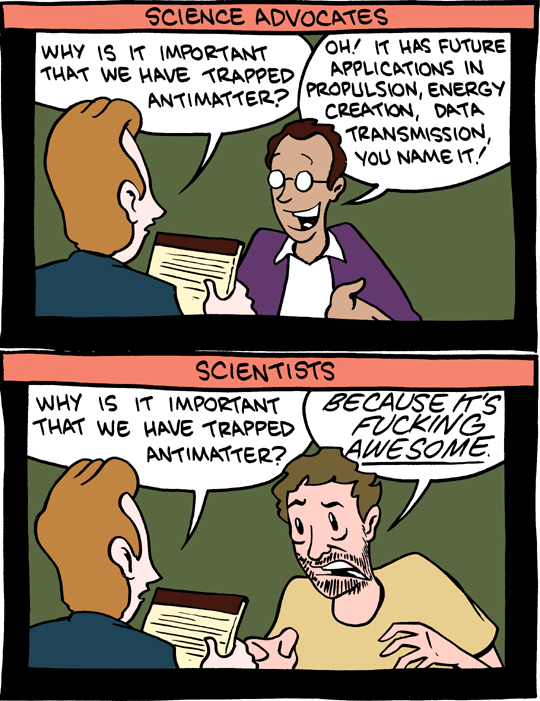 SCIENCE ADVOCATES
WHY IS IT IMPORTANT
THAT WE HAVE TRAPPED
ANTIMATTER?
OH! IT HAS FUTURE
APPLICATIONS IN
PROPULSION, ENERGY
CREATION, DATA
TRANSMISSION,
YOU NAME IT!
SCIENTISTS
WHY IS IT IMPORTANT
THAT WE HAVE TRAPPED
ANTIMATTER?
BECAUSE IT'S
FUCKING
AWESOME.